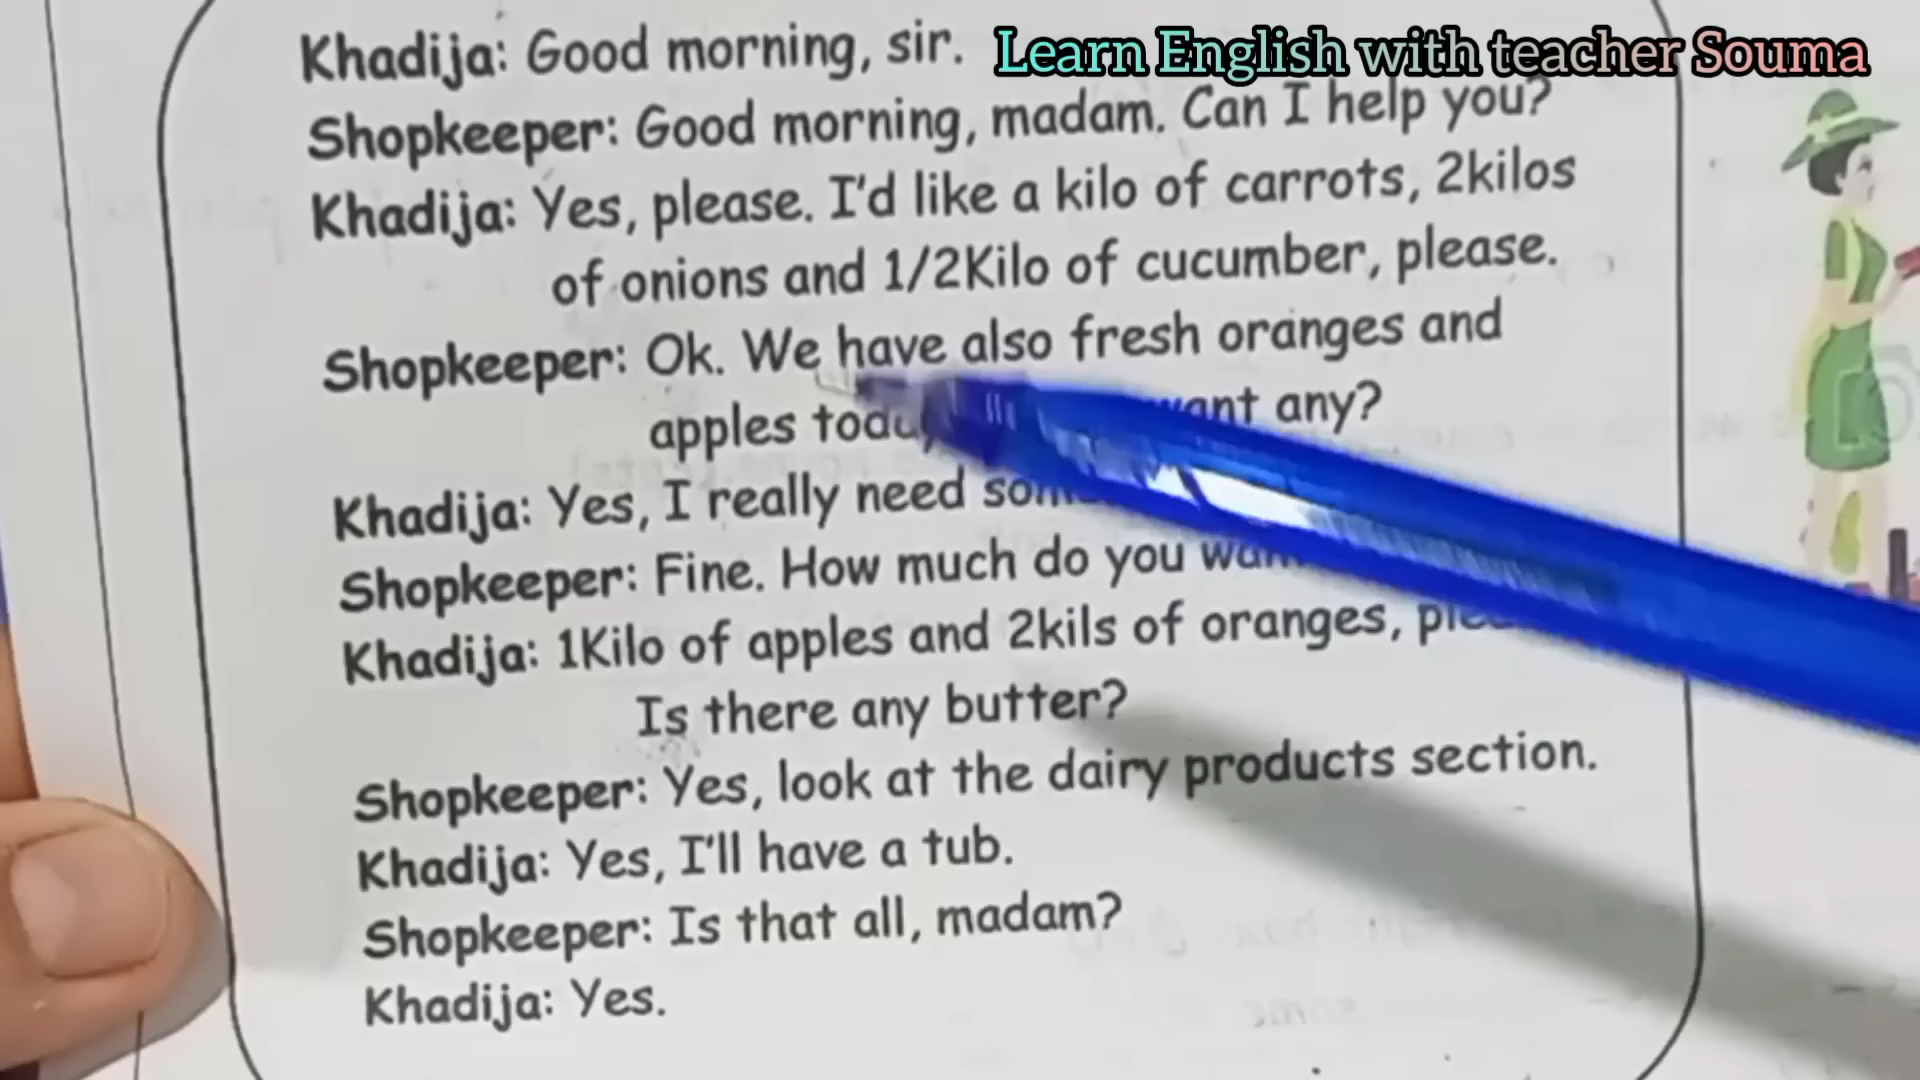 Learn English with teacher Souma
Khadija: Good morning, sir.
Shopkeeper: Good morning, madam. Can I help you?
Khadija: Yes, please. I'd like a kilo of carrots, 2kilos
of onions and 1/2Kilo of cucumber, please.
Shopkeeper: Ok. We have also fresh oranges and
apples want any?
Khadija: Yes, I really need
Shopkeeper: Fine. How much do you
Khadija: 1Kilo of apples and 2kils of oranges,
Is there any butter?
Shopkeeper: Yes, look at the dairy products section.
Khadija: Yes, I'll have a tub.
Shopkeeper: Is that all, madam?
Khadija: Yes.